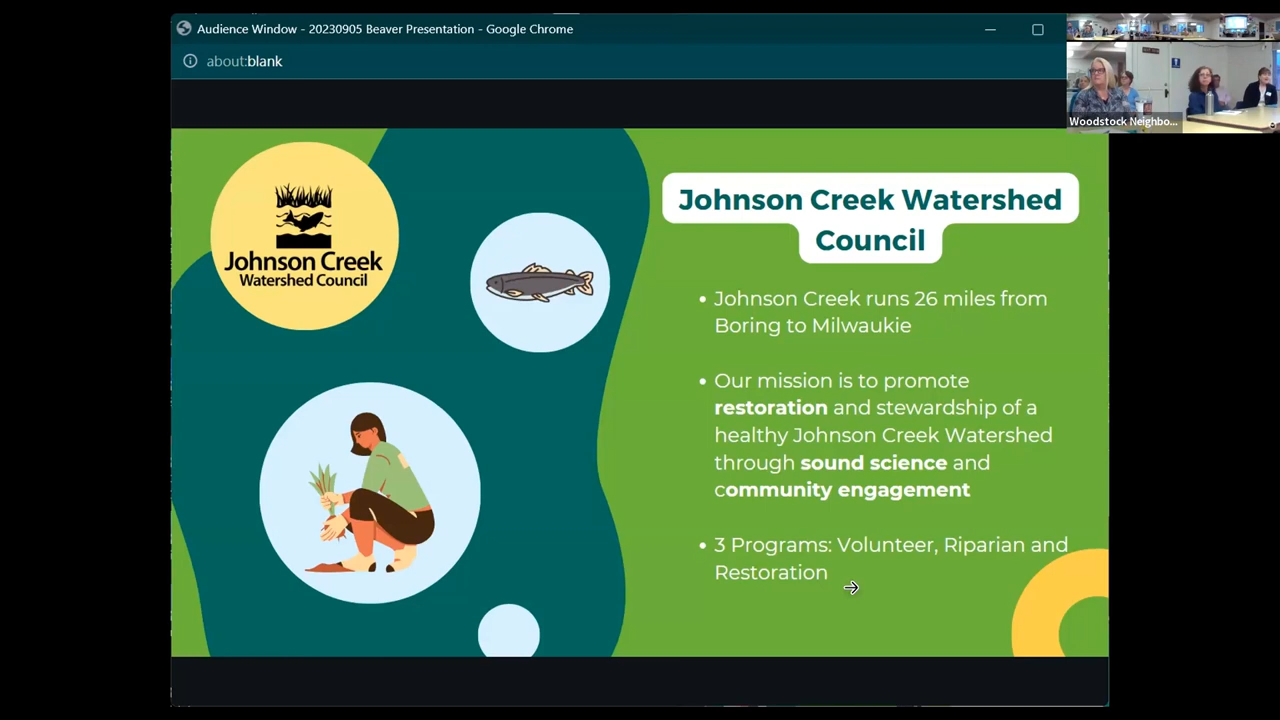 Audience Window - 20230905 Beaver Presentation - Google Chrome
about:blank
Woodstock Neighbo...
Johnson Creek
Watershed Council
Johnson Creek Watershed
Council
• Johnson Creek runs 26 miles from
Boring to Milwaukie
• Our mission is to promote
restoration and stewardship of a
healthy Johnson Creek Watershed
through sound science and
community engagement
• 3 Programs: Volunteer, Riparian and
Restoration